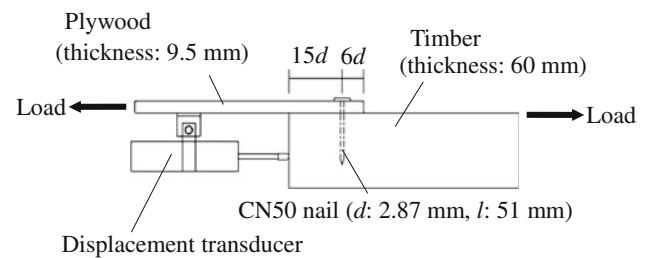 Plywood
(thickness: 9.5 mm)
15d 6d
Timber
(thickness: 60 mm)
Load
Load
CN50 nail (d: 2.87 mm, l: 51 mm)
Displacement transducer